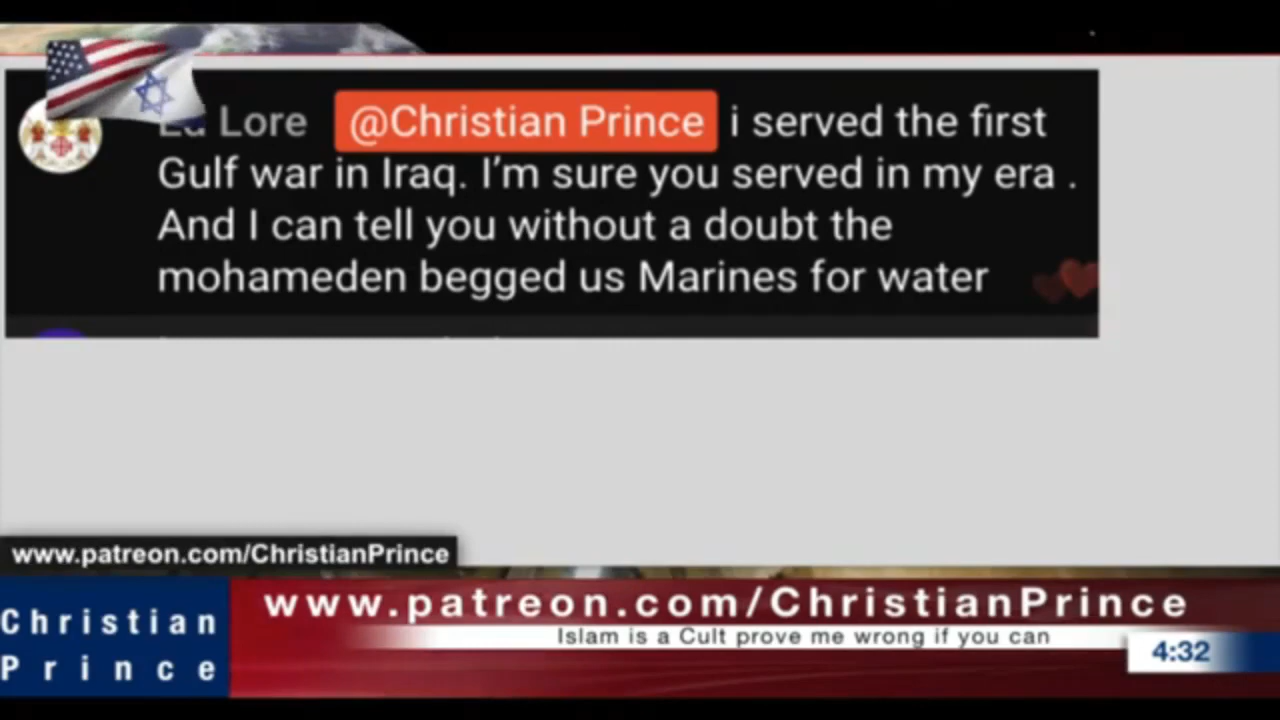 Lore @Christian Prince i served the first
Gulf war in Iraq. I'm sure you served in my era .
And I can tell you without a doubt the
mohameden begged us Marines for water
www.patreon.com/ChristianPrince
Christian
Prince
www.patreon.com/ChristianPrince
Islam is a Cult prove me wrong if you can
4:32